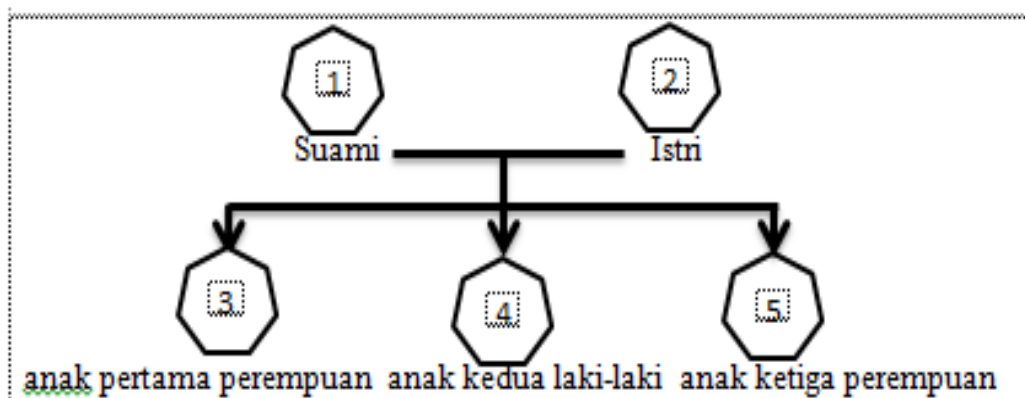 1 2
Suami Istri
3 4 5
anak pertama perempuan anak kedua laki-laki anak ketiga perempuan